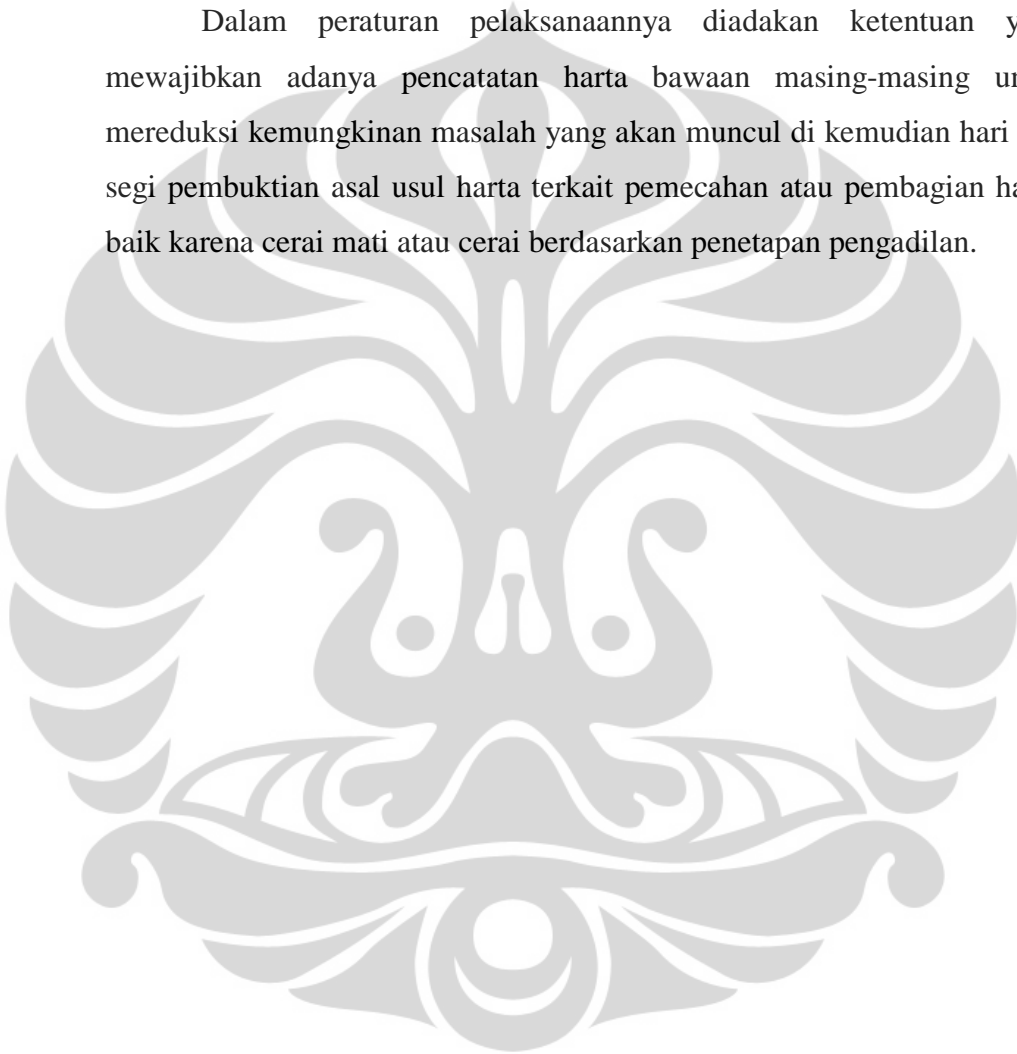 Dalam peraturan pelaksanaannya diadakan ketentuan y
mewajibkan adanya pencatatan harta bawaan masing-masing un
mereduksi kemungkinan masalah yang akan muncul di kemudian hari
segi pembuktian asal usul harta terkait pemecahan atau pembagian ha
baik karena cerai mati atau cerai berdasarkan penetapan pengadilan.